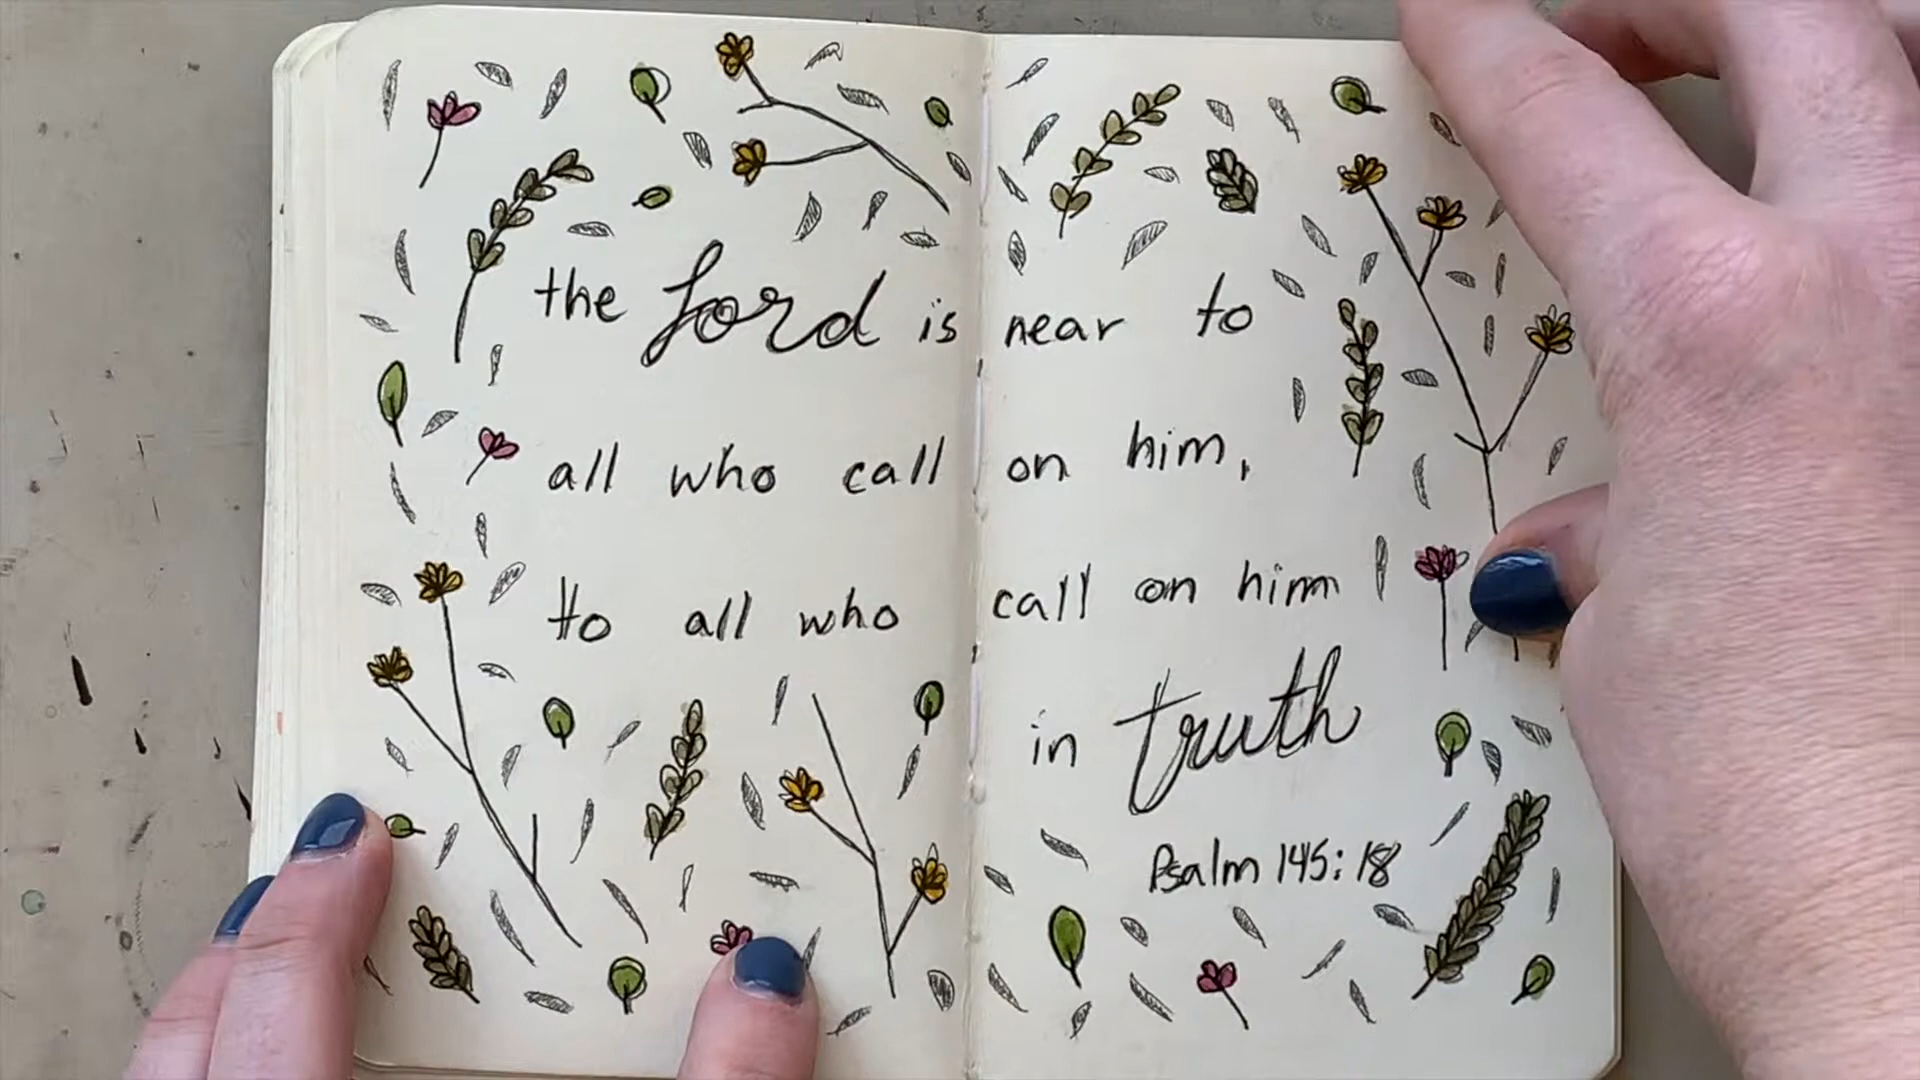 the Lord is near to
all who call on him,
to all who call on him
in truth
Psalm 145:18